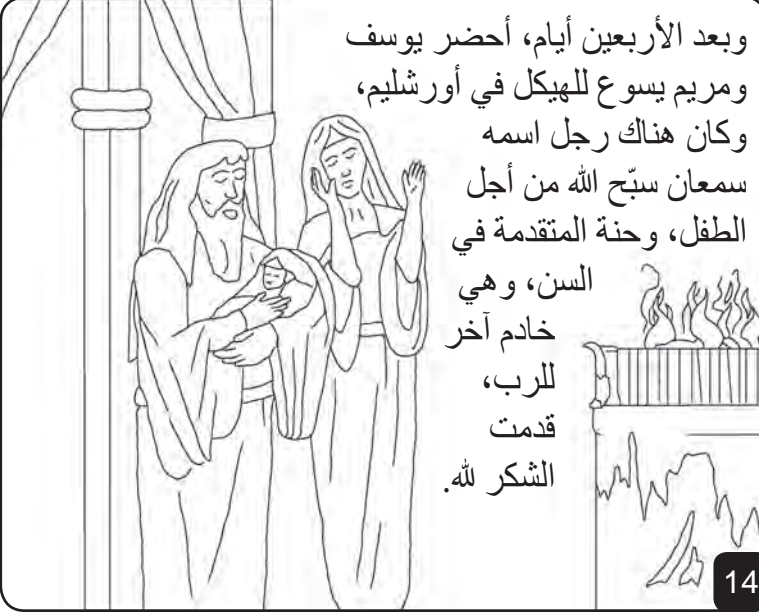 وبعد الأربعين أيام، أحضر يوسف
ومريم يسوع للهيكل في أورشليم،
وكان هناك رجل اسمه
سمعان سبّح الله من أجل
الطفل، وحنة المتقدمة في
السن، وهي
خادم آخر
للرب،
قدمت
الشكر لله.
14